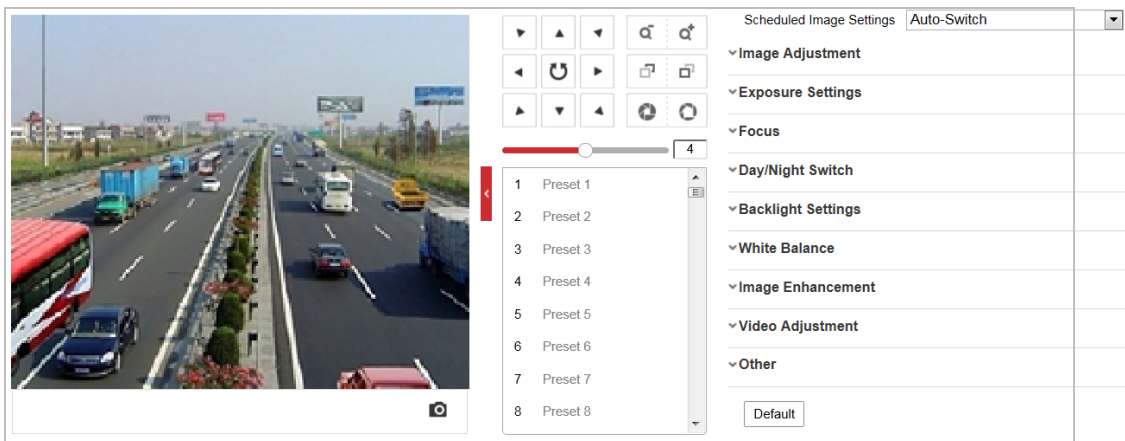 Scheduled Image Settings Auto-Switch
Image Adjustment
Exposure Settings
Focus
Day/Night Switch
Backlight Settings
White Balance
Image Enhancement
Video Adjustment
Other
Default
4
1 Preset 1
2 Preset 2
3 Preset 3
4 Preset 4
5 Preset 5
6 Preset 6
7 Preset 7
8 Preset 8